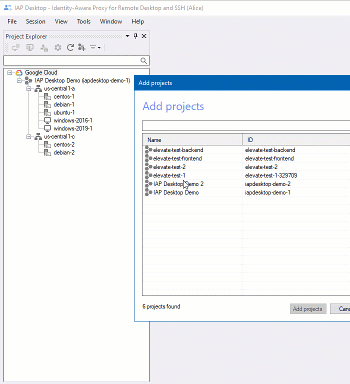 IAP Desktop - Identity-Aware Proxy for Remote Desktop and SSH (Alice)
File Session View Tools Window Help
Project Explorer
Google Cloud
IAP Desktop Demo (iapdesktop-demo-1)
us-central1-a
centos-1
debian-1
ubuntu-1
windows-2016-1
windows-2019-1
us-central1-c
centos-2
debian-2
Add projects
Add projects
Name ID
elevate-test-backend elevate-test-backend
elevate-test-frontend elevate-test-frontend
elevate-test-2 elevate-test-2
elevate-test-1 elevate-test-1-329709
IAP Desktop Demo 2 iapdesktop-demo-2
IAP Desktop Demo iapdesktop-demo-1
6 projects found
Add projects Canc